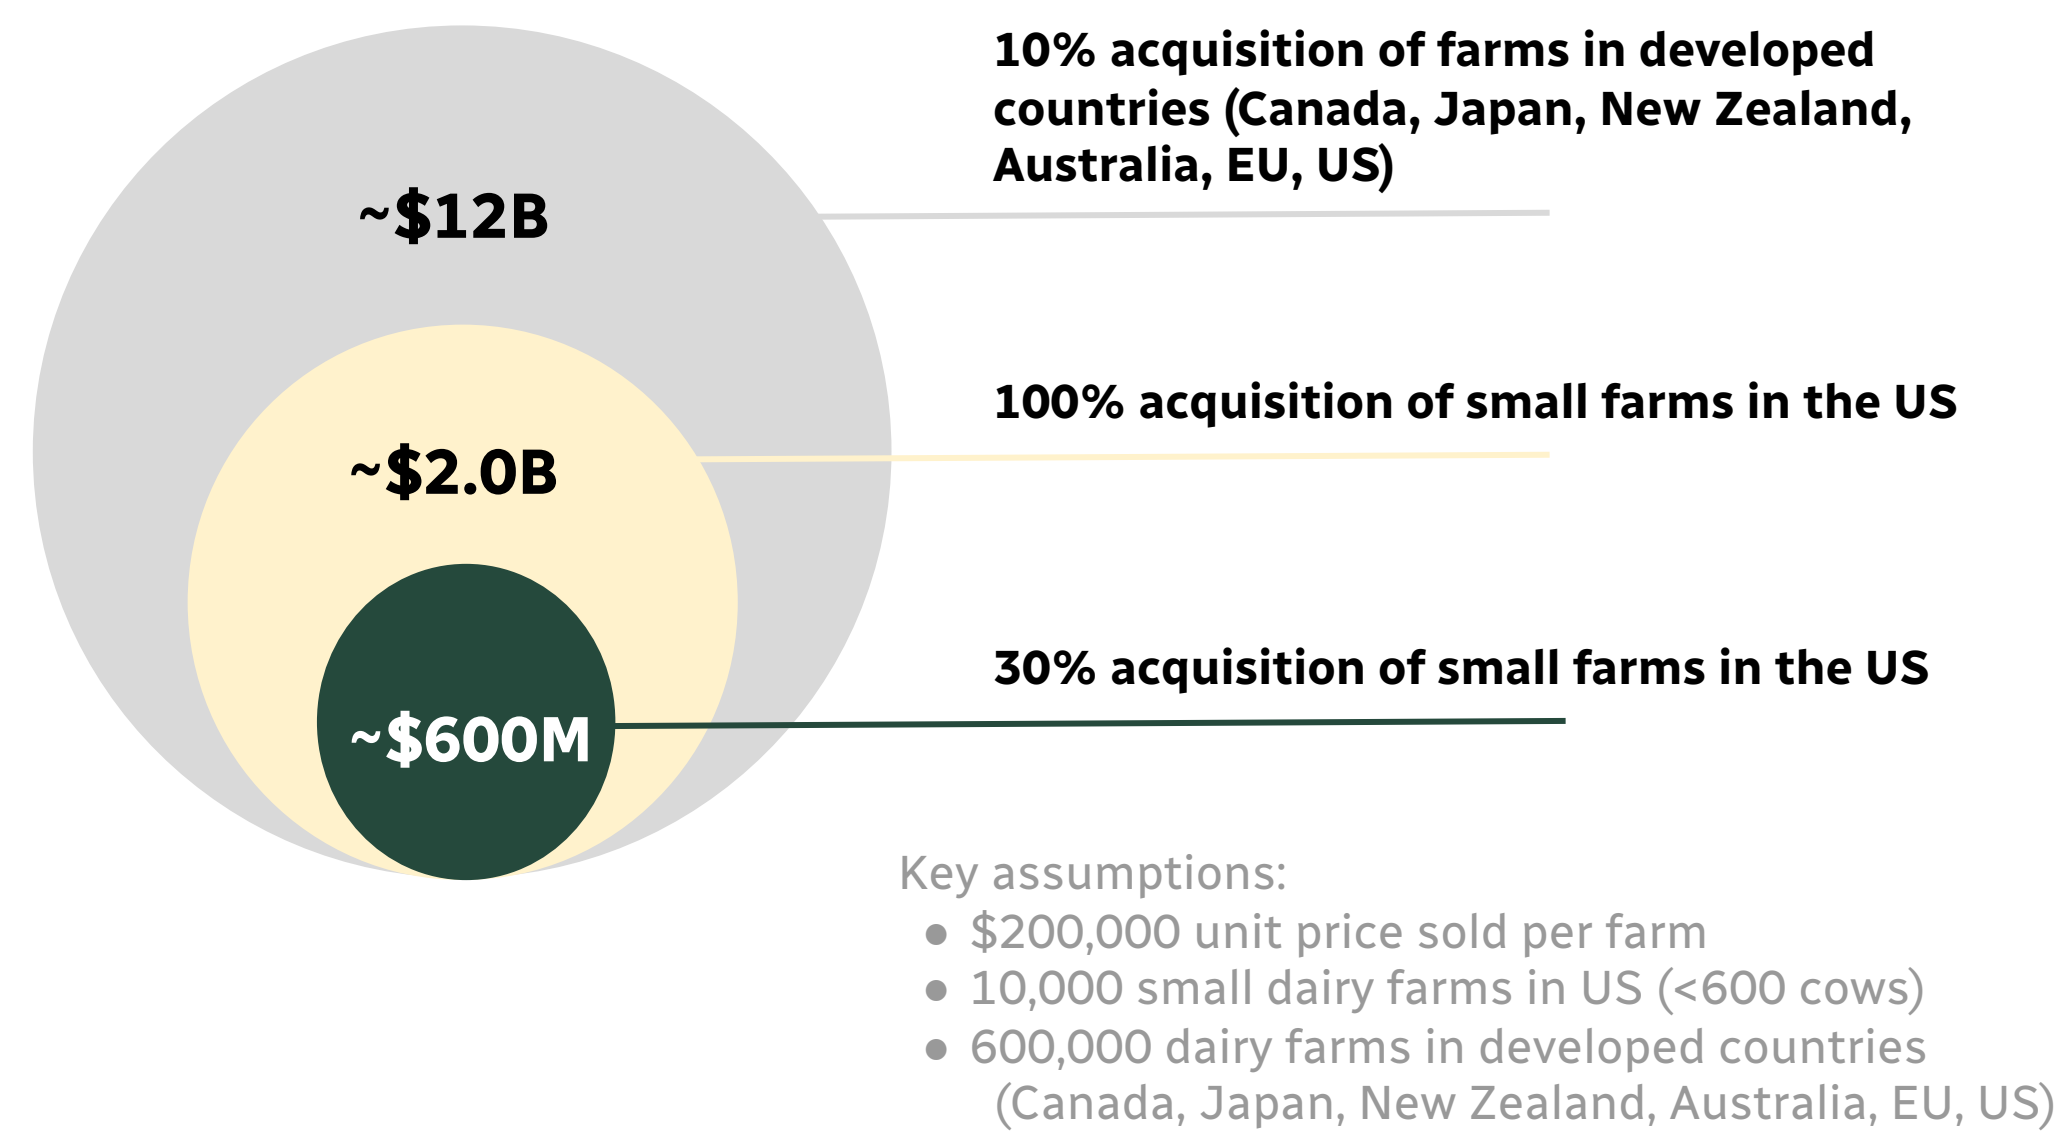 10% acquisition of farms in developed
countries (Canada, Japan, New Zealand,
Australia, EU, US)
~$12B
100% acquisition of small farms in the US
~$2.0B
30% acquisition of small farms in the US
~$600M
Key assumptions:
● $200,000 unit price sold per farm
● 10,000 small dairy farms in US (<600 cows)
● 600,000 dairy farms in developed countries
(Canada, Japan, New Zealand, Australia, EU, US)